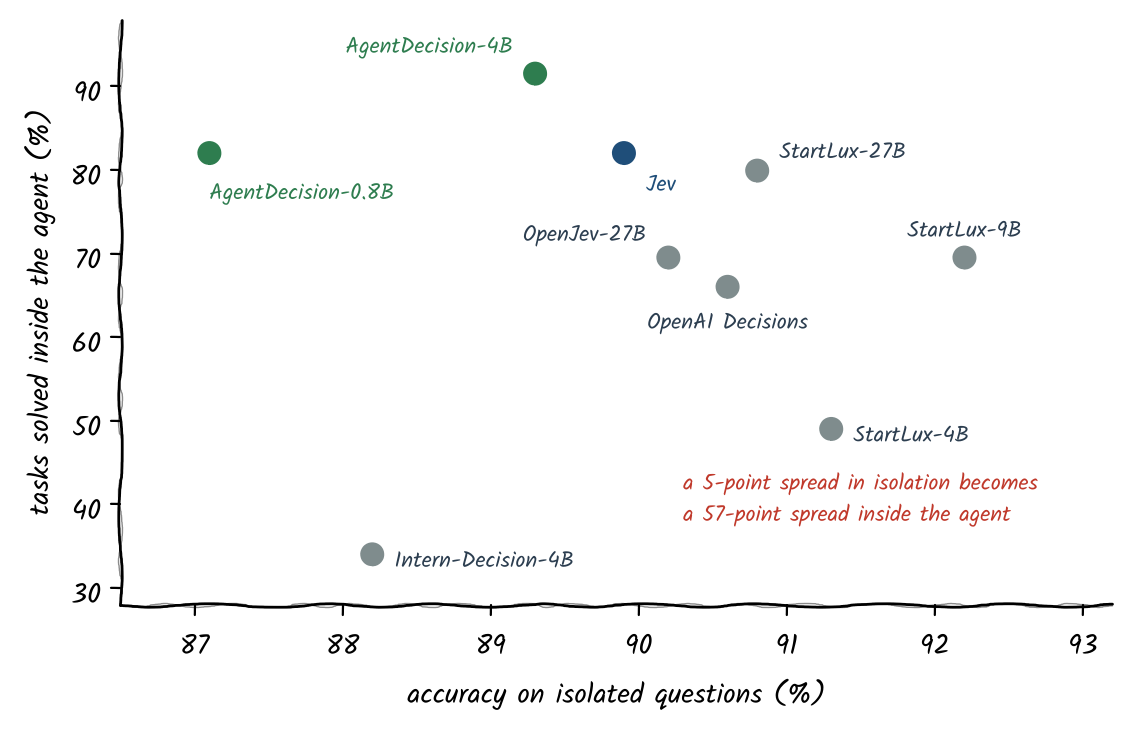 AgentDecision-4B
90
StartLux-27B
80
Jev
AgentDecision-0.8B
StartLux-9B
OpenJev-27B
70
OpenAI Decisions
60
50
StartLux-4B
a 5-point spread in isolation becomes
a 57-point spread inside the agent
40
Intern-Decision-4B
30
tasks solved inside the agent (%)
87 88 89 90 91 92 93
accuracy on isolated questions (%)